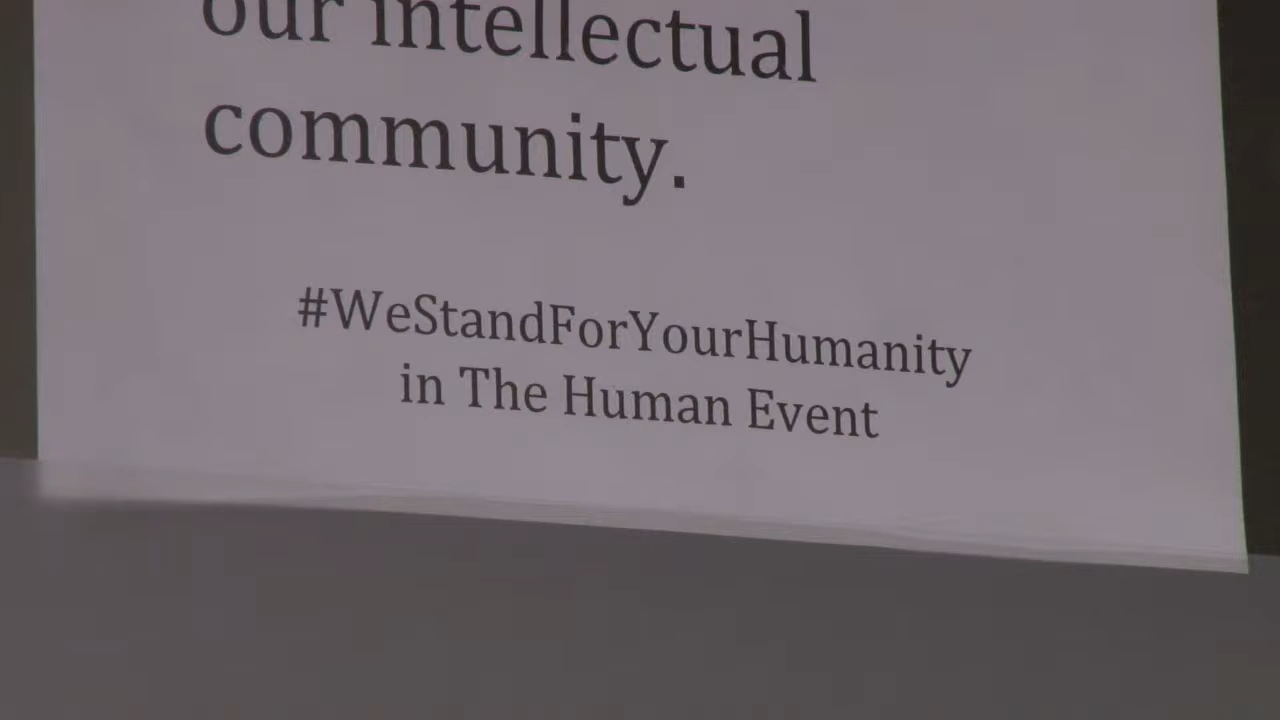 our intellectual
community.
#WeStandForYourHumanity
in The Human Event